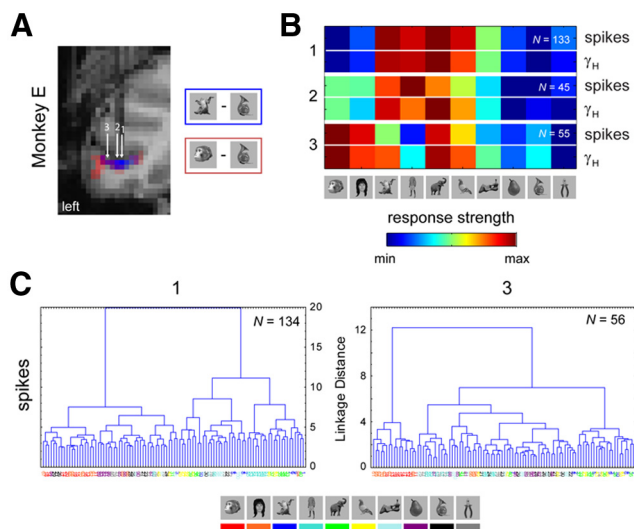 A
Monkey E
3
2
1
left
-
-
B
1
2
3
N = 133
N = 45
N = 55
spikes
γH
spikes
γH
spikes
γH
response strength
min
max
C
1
spikes
N = 134
20
15
10
5
0
3
Linkage Distance
N = 56
12
8
4
0